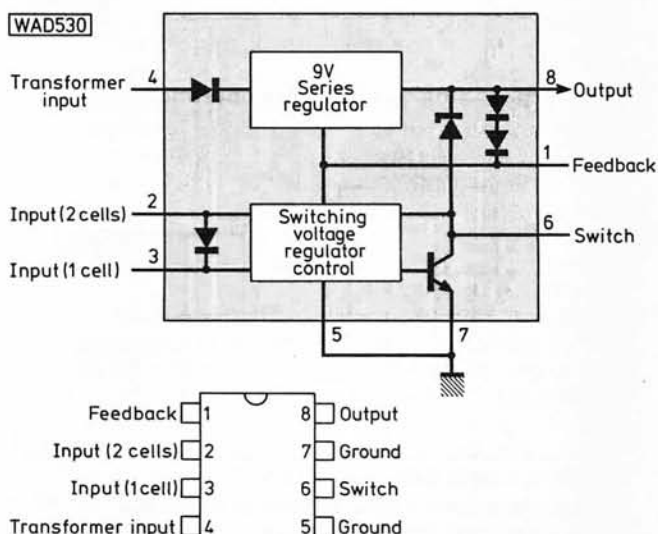 WAD530
Transformer
input
4
9V
Series
regulator
8
Output
1
Feedback
Input (2 cells)
2
Input (1 cell)
3
Switching
voltage
regulator
control
6
Switch
5
7
Feedback 1 8 Output
Input (2 cells) 2 7 Ground
Input (1cell) 3 6 Switch
Transformer input 4 5 Ground